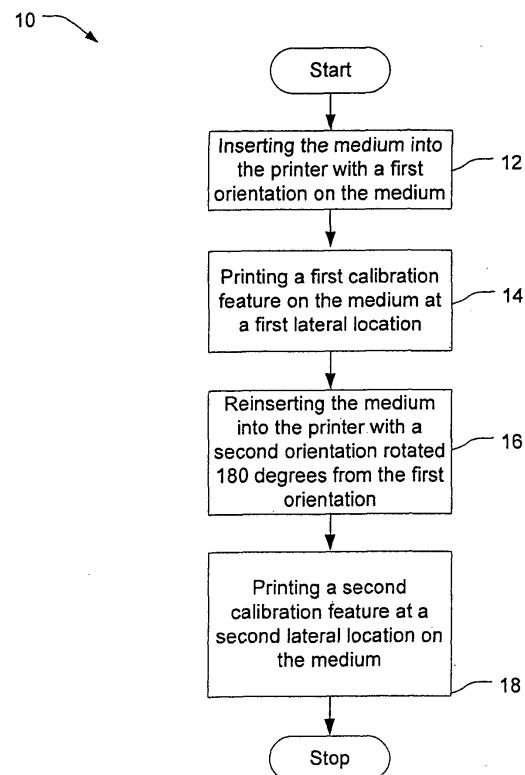 10
Start
Inserting the medium into
the printer with a first
orientation on the medium
12
Printing a first calibration
feature on the medium at
a first lateral location
14
Reinserting the medium
into the printer with a
second orientation rotated
180 degrees from the first
orientation
16
Printing a second
calibration feature at a
second lateral location on
the medium
18
Stop